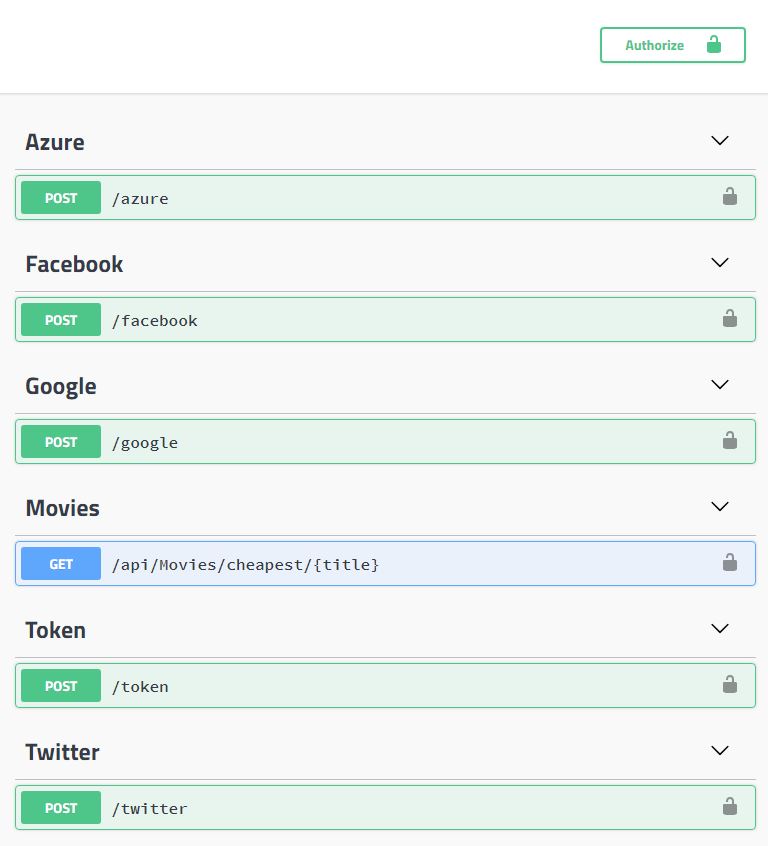 Authorize
Azure
POST /azure
Facebook
POST /facebook
Google
POST /google
Movies
GET /api/Movies/cheapest/{title}
Token
POST /token
Twitter
POST /twitter